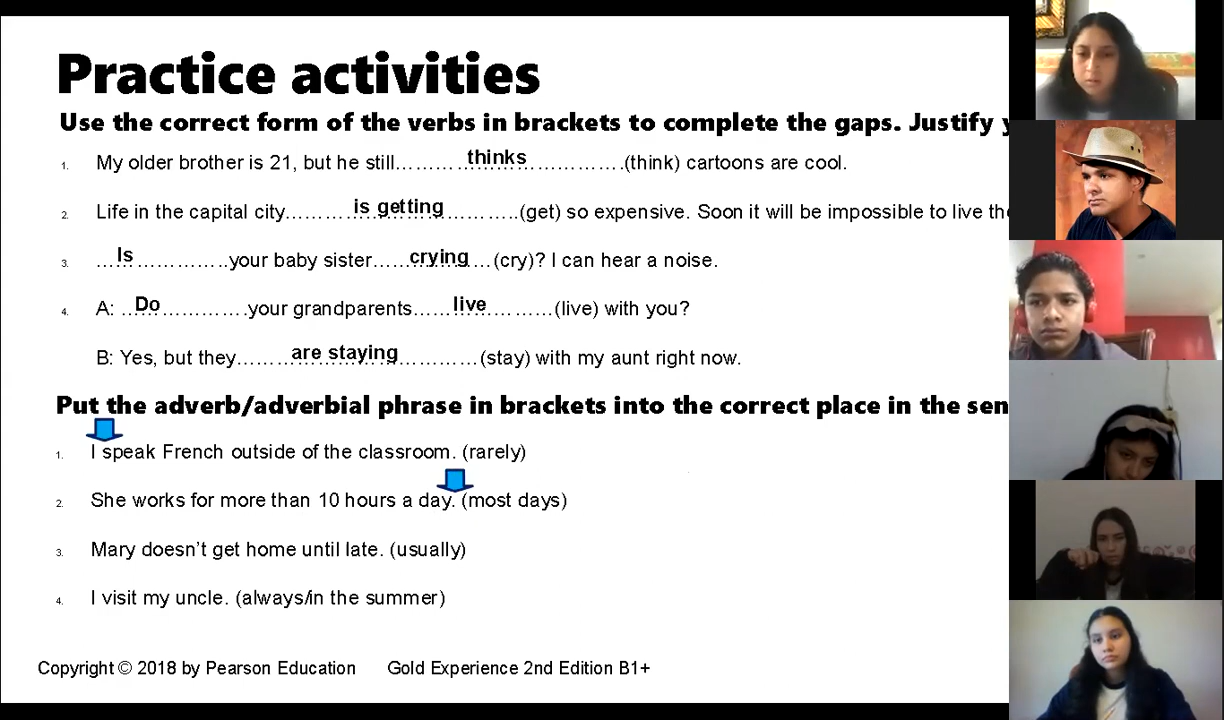 Practice activities
Use the correct form of the verbs in brackets to complete the gaps. Justify
1. My older brother is 21, but he still……… thinks ………………….(think) cartoons are cool.
2. Life in the capital city……… is getting ……… ..(get) so expensive. Soon it will be impossible to live
3. … Is …………..your baby sister…… crying …(cry)? I can hear a noise.
4. A: … Do ………….your grandparents…… live ………(live) with you?
B: Yes, but they……… are staying …………(stay) with my aunt right now.
Put the adverb/adverbial phrase in brackets into the correct place in the
1. I speak French outside of the classroom. (rarely)
2. She works for more than 10 hours a day. (most days)
3. Mary doesn't get home until late. (usually)
4. I visit my uncle. (always/in the summer)
Copyright © 2018 by Pearson Education Gold Experience 2nd Edition B1+